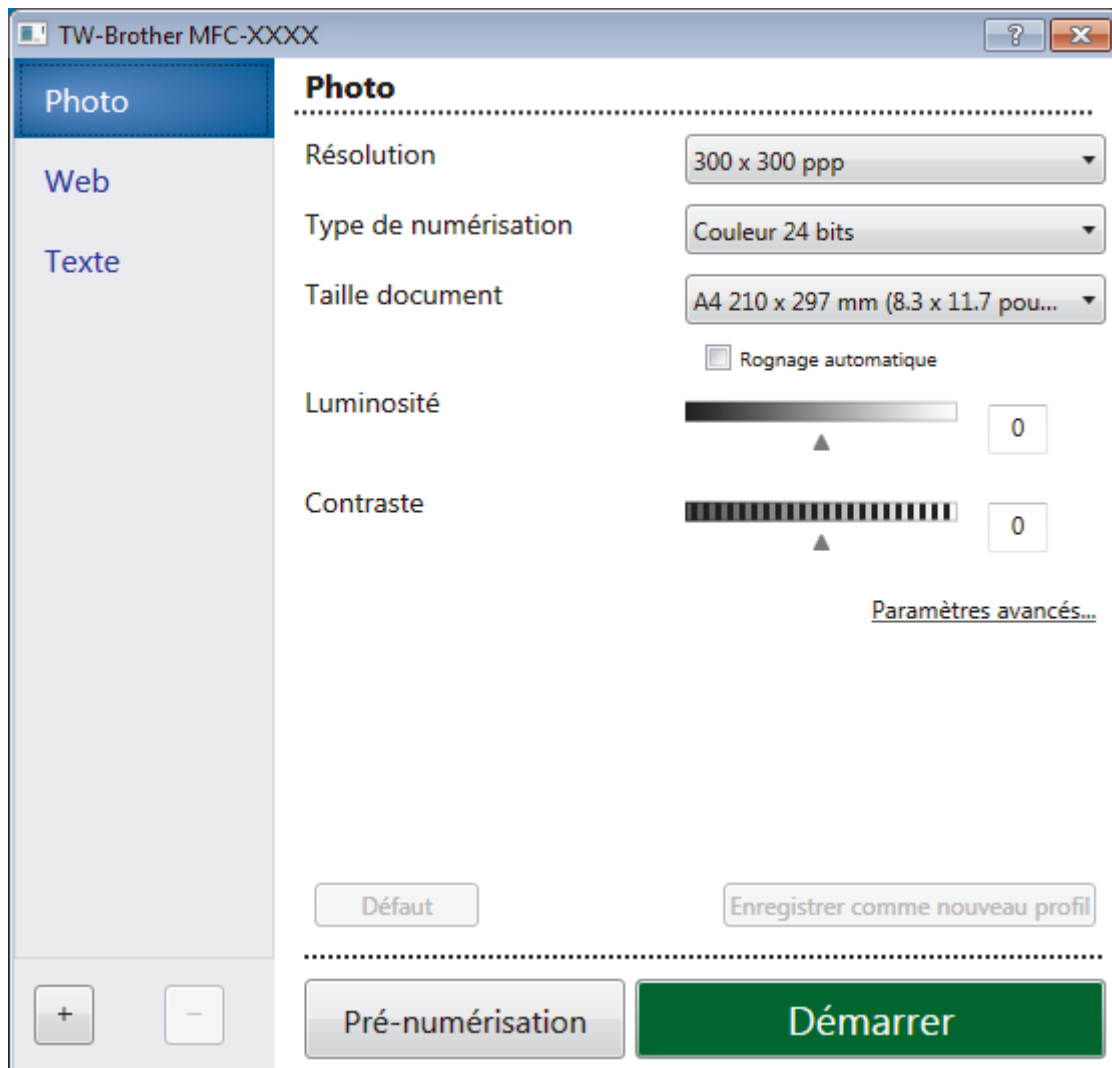 TW-Brother MFC-XXXX
?
Photo
Web
Texte
Photo
Résolution
300 x 300 ppp
Type de numérisation
Couleur 24 bits
Taille document
A4 210 x 297 mm (8.3 x 11.7 pou...
Rognage automatique
Luminosité
0
Contraste
0
Paramètres avancés...
Défaut
Enregistrer comme nouveau profil
+
−
Pré-numérisation
Démarrer